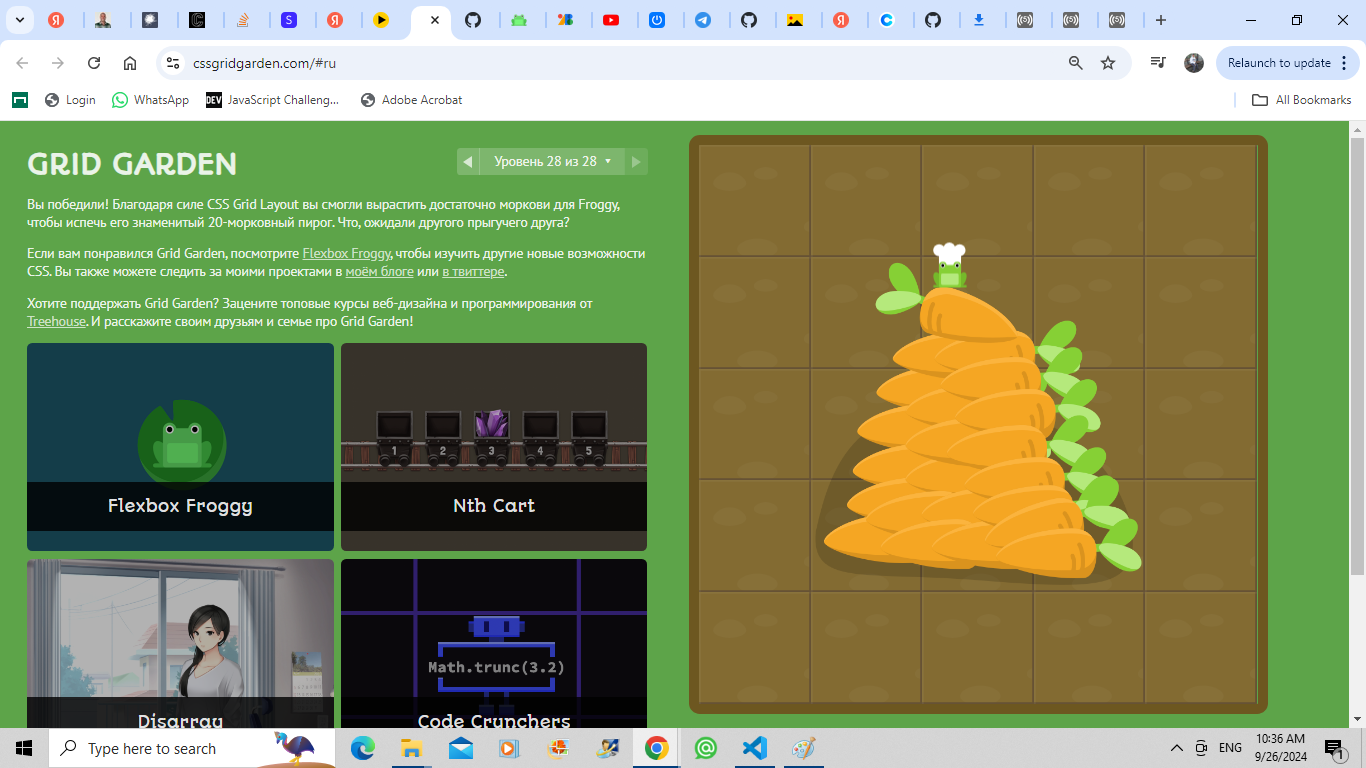 cssgridgarden.com/#ru
Relaunch to update
Login
WhatsApp
DEV
JavaScript Challeng...
Adobe Acrobat
All Bookmarks
GRID GARDEN
Уровень 28 из 28
Вы победили! Благодаря силе CSS Grid Layout вы смогли вырастить достаточно моркови для Froggy,
чтобы испечь его знаменитый 20-морковный пирог. Что, ожидали другого прыгучего друга?
Если вам понравился Grid Garden, посмотрите Flexbox Froggy, чтобы изучить другие новые возможности
CSS. Вы также можете следить за моими проектами в моём блоге или в твиттере.
Хотите поддержать Grid Garden? Зацените топовые курсы веб-дизайна и программирования от
Treehouse. И расскажите своим друзьям и семье про Grid Garden!
1 2 3 4 5
Flexbox Froggy
Nth Cart
Math.trunc(3.2)
Disarray
Code Crunchers
Type here to search
ENG
10:36 AM
9/26/2024
1